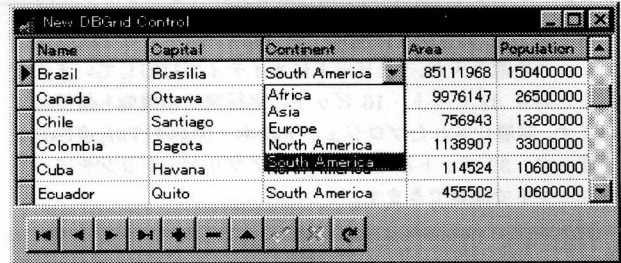 New DBGrid Control
Name Capital Continent Area Population
Brazil Brasilia South America 85111968 150400000
Canada Ottawa Africa 9976147 26500000
Asia
Chile Santiago Europe 756943 13200000
Colombia Bagota North America 1138907 33000000
Cuba Havana South America 114524 10600000
Ecuador Quito South America 455502 10600000